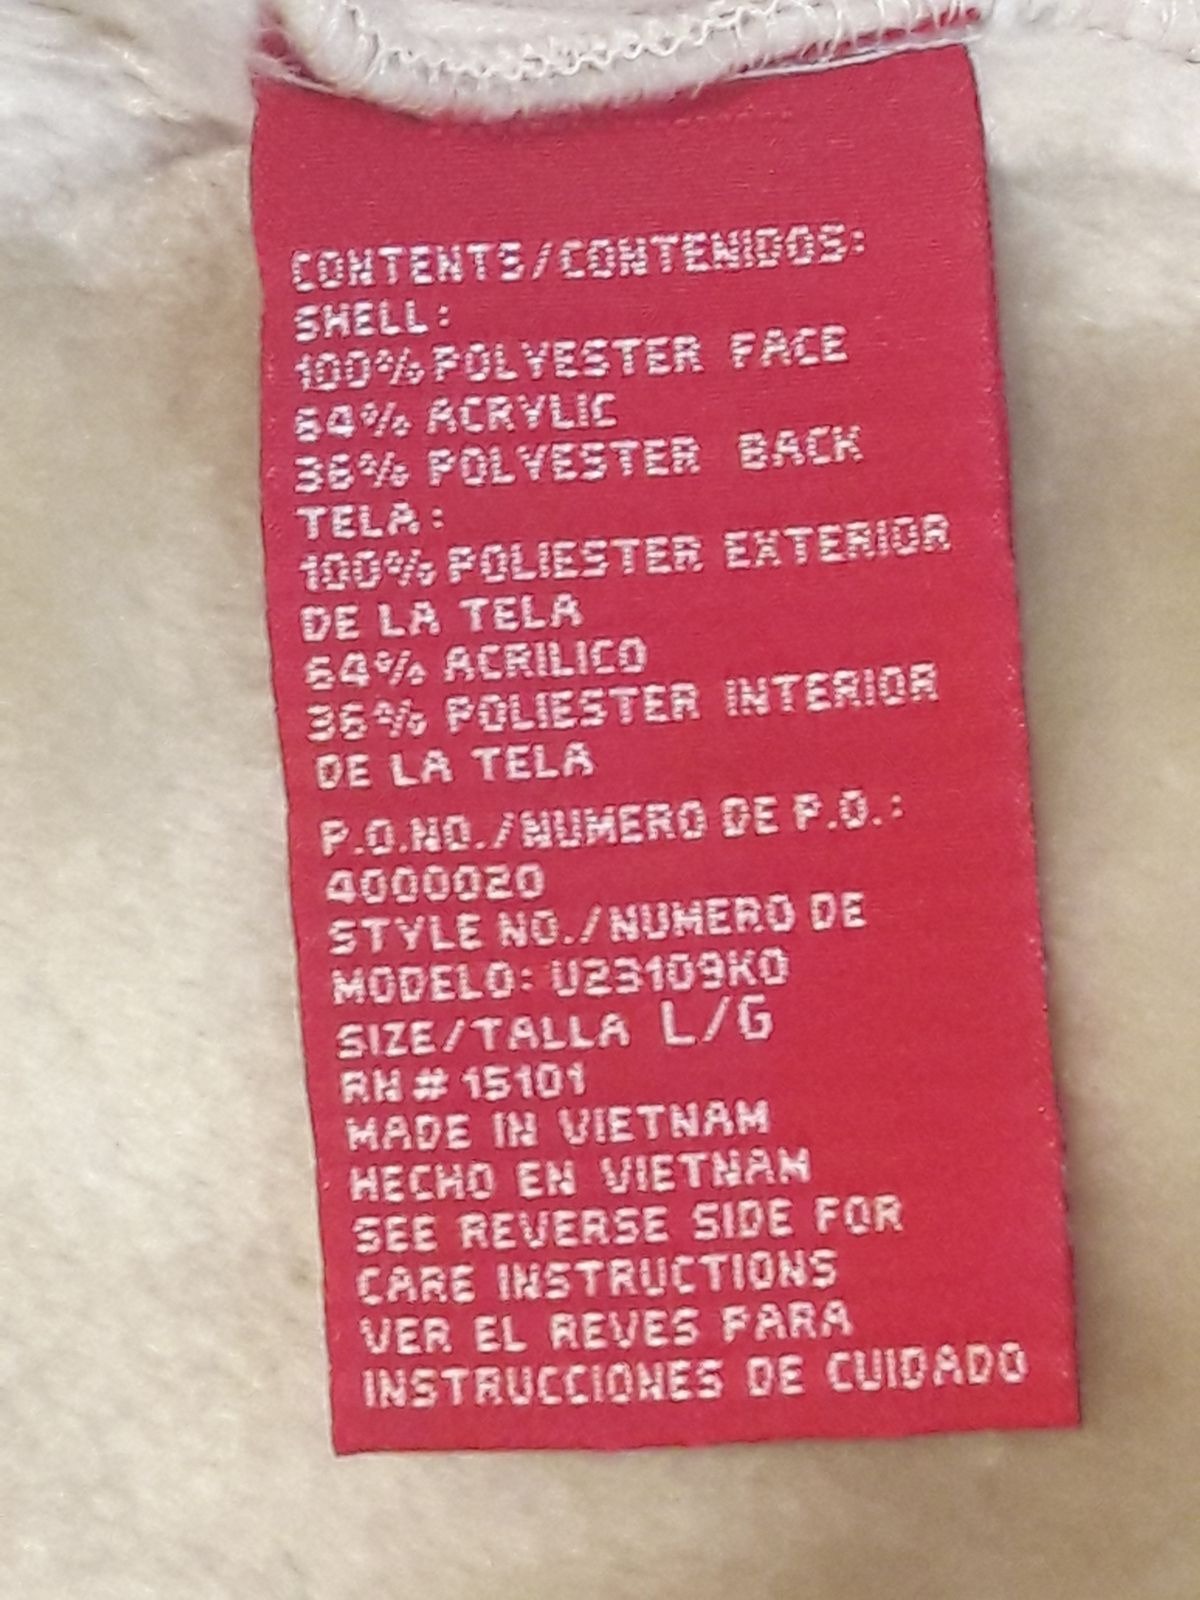 CONTENTS/CONTENIDOS:
SHELL:
100% POLYESTER FACE
64% ACRYLIC
36% POLYESTER BACK
TELA:
100% POLIESTER EXTERIOR
DE LA TELA
64% ACRILICO
36% POLIESTER INTERIOR
DE LA TELA
P.O.NO./NUMERO DE P.O.:
4000020
STYLE NO./NUMERO DE
MODELO: U23109KO
SIZE/TALLA L/G
RN# 15101
MADE IN VIETNAM
HECHO EN VIETNAM
SEE REVERSE SIDE FOR
CARE INSTRUCTIONS
VER EL REVES PARA
INSTRUCCIONES DE CUIDADO